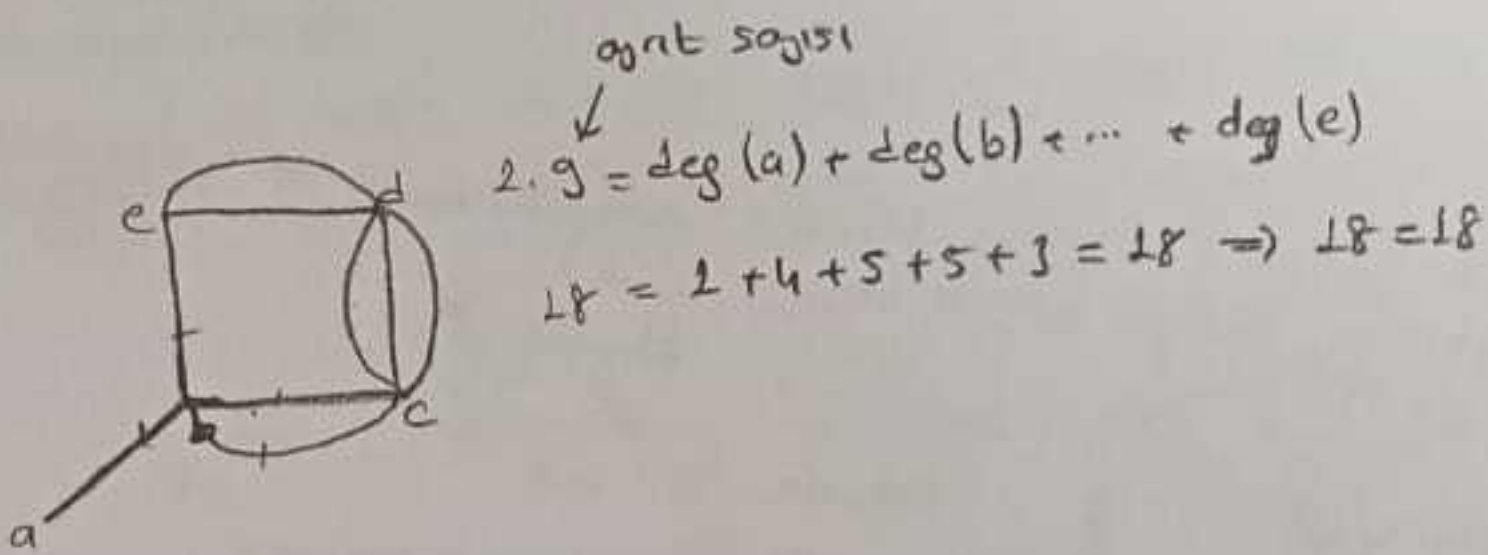 ayrıt sayısı
2.9 = deg(a) + deg(b) + ... + deg(e)
18 = 1 + 4 + 5 + 5 + 3 = 18 ⇒ 18 = 18
e
d
c
b
a